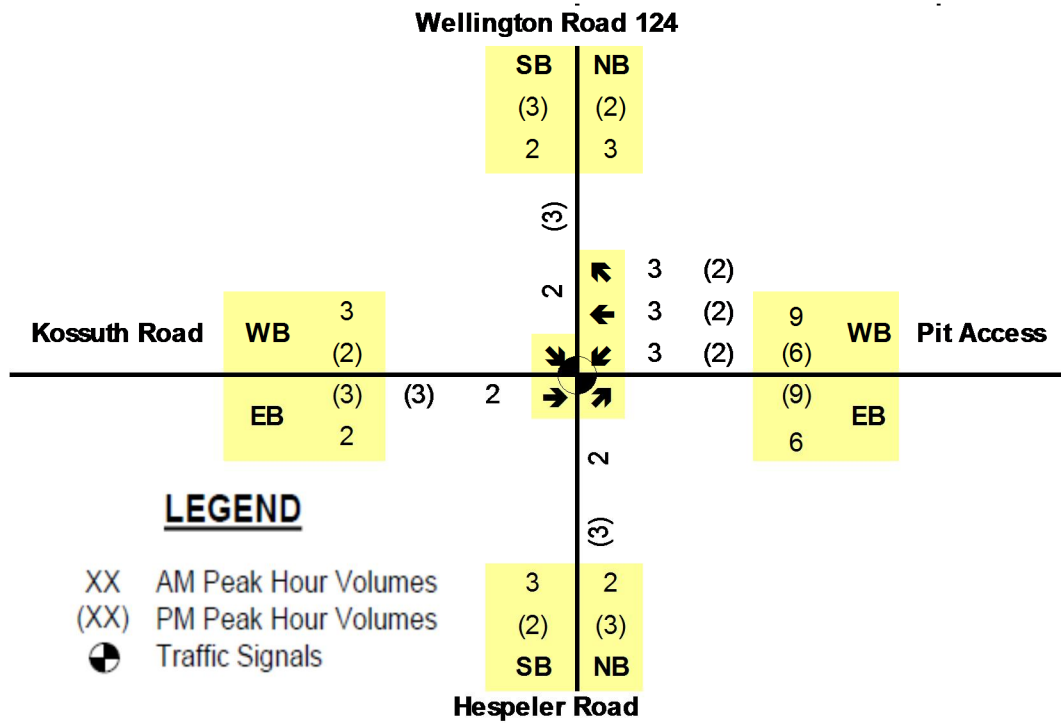 Wellington Road 124
SB NB
(3) (2)
2 3
(3)
2
3 (2)
3 (2)
3 (2)
Kossuth Road WB 3 (2)
EB (3) 2
(3) 2
9 (6) WB Pit Access
(9) 6 EB
2
(3)
3 2
(2) (3)
SB NB
Hespeler Road
LEGEND
XX AM Peak Hour Volumes
(XX) PM Peak Hour Volumes
Traffic Signals